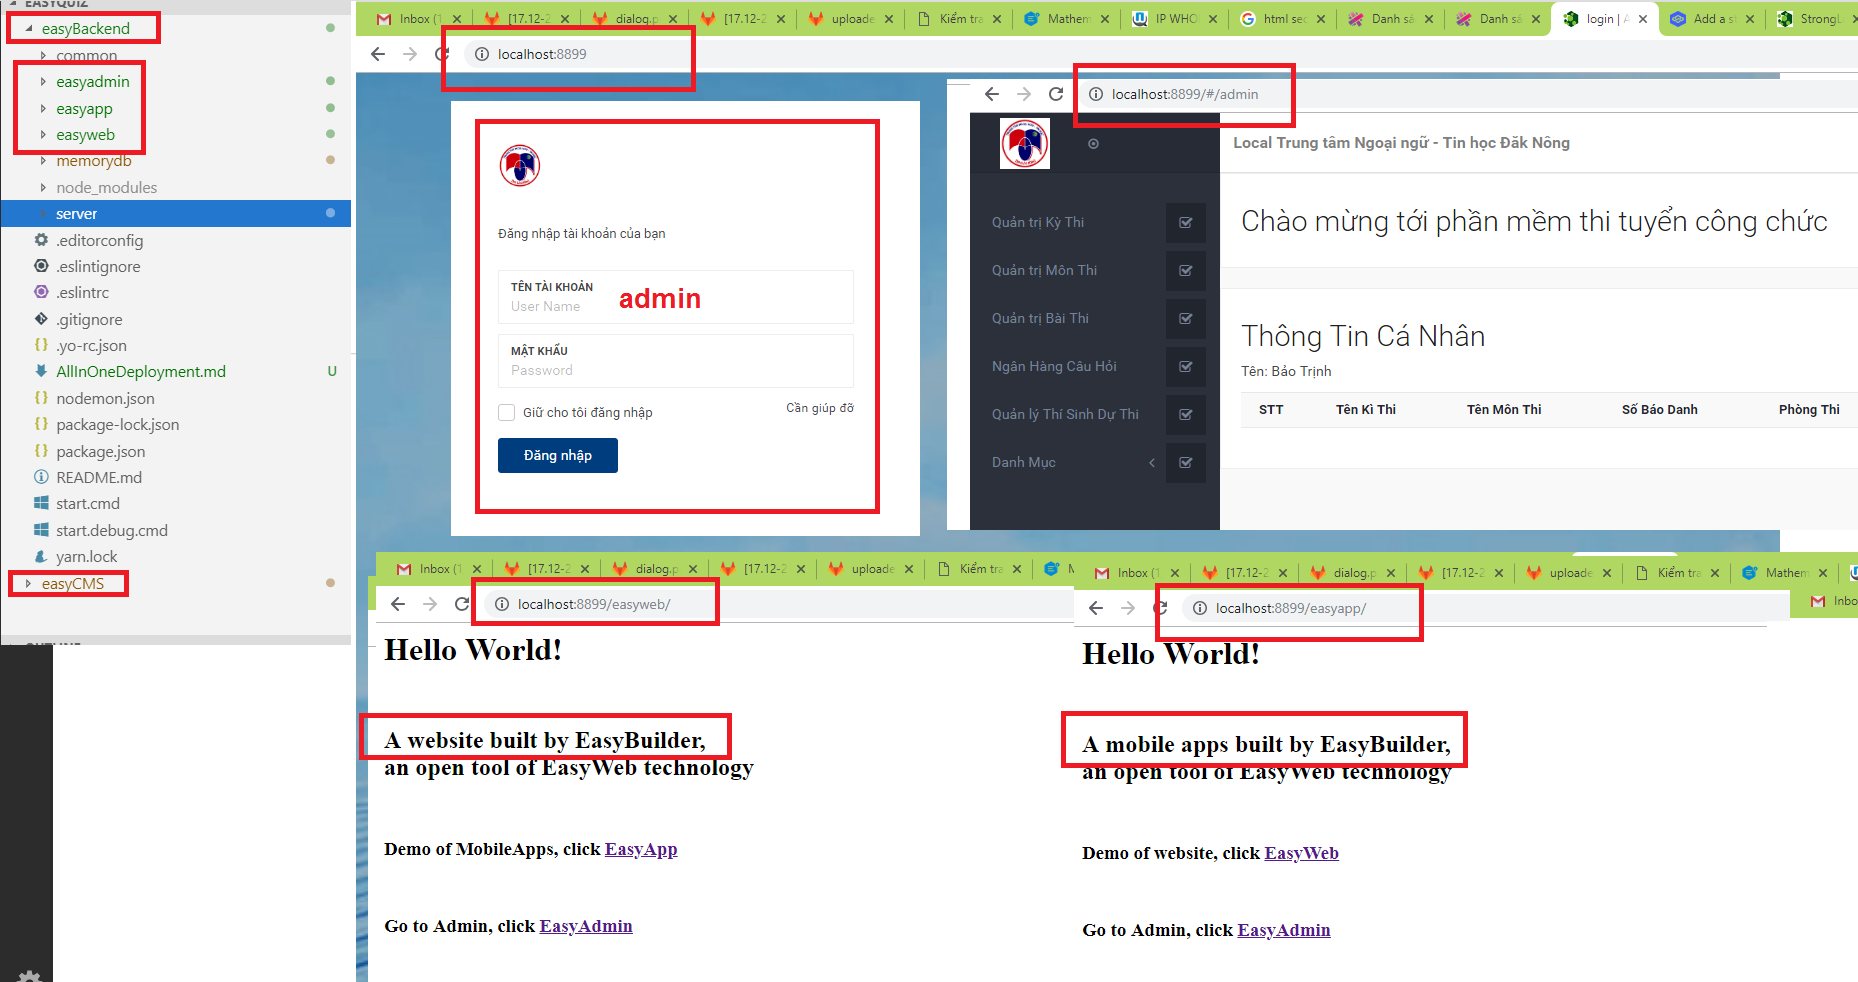 EASYQUIZ
easyBackend
common
easyadmin
easyapp
easyweb
memorydb
node_modules
server
.editorconfig
.eslintignore
.eslintrc
.gitignore
.yo-rc.json
AllInOneDeployment.md U
nodemon.json
package-lock.json
package.json
README.md
start.cmd
start.debug.cmd
yarn.lock
easyCMS
OUTLINE
Inbox (1 [17.12-2 dialog.p [17.12-2 uploade Kiểm tra Mathem IP WHO html sec Danh sá Danh sá login | A Add a s StrongL
localhost:8899
Đăng nhập tài khoản của bạn
TÊN TÀI KHOẢN
User Name
admin
MẬT KHẨU
Password
Giữ cho tôi đăng nhập
Cần giúp đỡ
Đăng nhập
localhost:8899/#/admin
Local Trung tâm Ngoại ngữ - Tin học Đăk Nông
Quản trị Kỳ Thi
Quản trị Môn Thi
Quản trị Bài Thi
Ngân Hàng Câu Hỏi
Quản lý Thí Sinh Dự Thi
Danh Mục
Chào mừng tới phần mềm thi tuyển công chức
Thông Tin Cá Nhân
Tên: Bảo Trịnh
STT Tên Kì Thi Tên Môn Thi Số Báo Danh Phòng Thi
Inbox (1 [17.12-2 dialog.p [17.12-2 uploade Kiểm tra M
localhost:8899/easyweb/
Hello World!
A website built by EasyBuilder,
an open tool of EasyWeb technology
Demo of MobileApps, click EasyApp
Go to Admin, click EasyAdmin
Inbox (1 [17.12-2 dialog.p [17.12-2 uploade Kiểm tra Mathem
Inbo
localhost:8899/easyapp/
Hello World!
A mobile apps built by EasyBuilder,
an open tool of EasyWeb technology
Demo of website, click EasyWeb
Go to Admin, click EasyAdmin